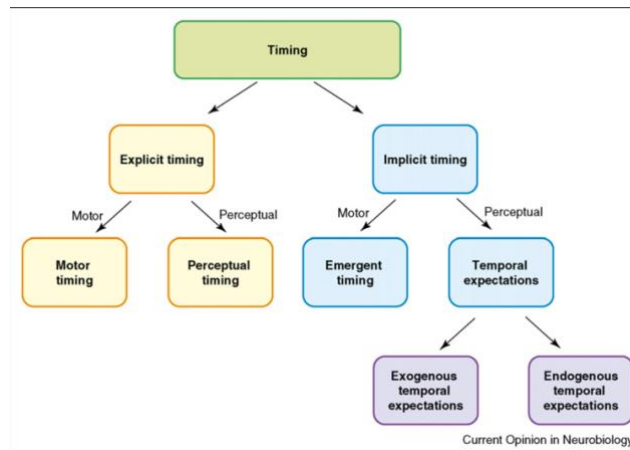 Timing
Explicit timing
Implicit timing
Motor
Perceptual
Motor
Perceptual
Motor
timing
Perceptual
timing
Emergent
timing
Temporal
expectations
Exogenous
temporal
expectations
Endogenous
temporal
expectations
Current Opinion in Neurobiology